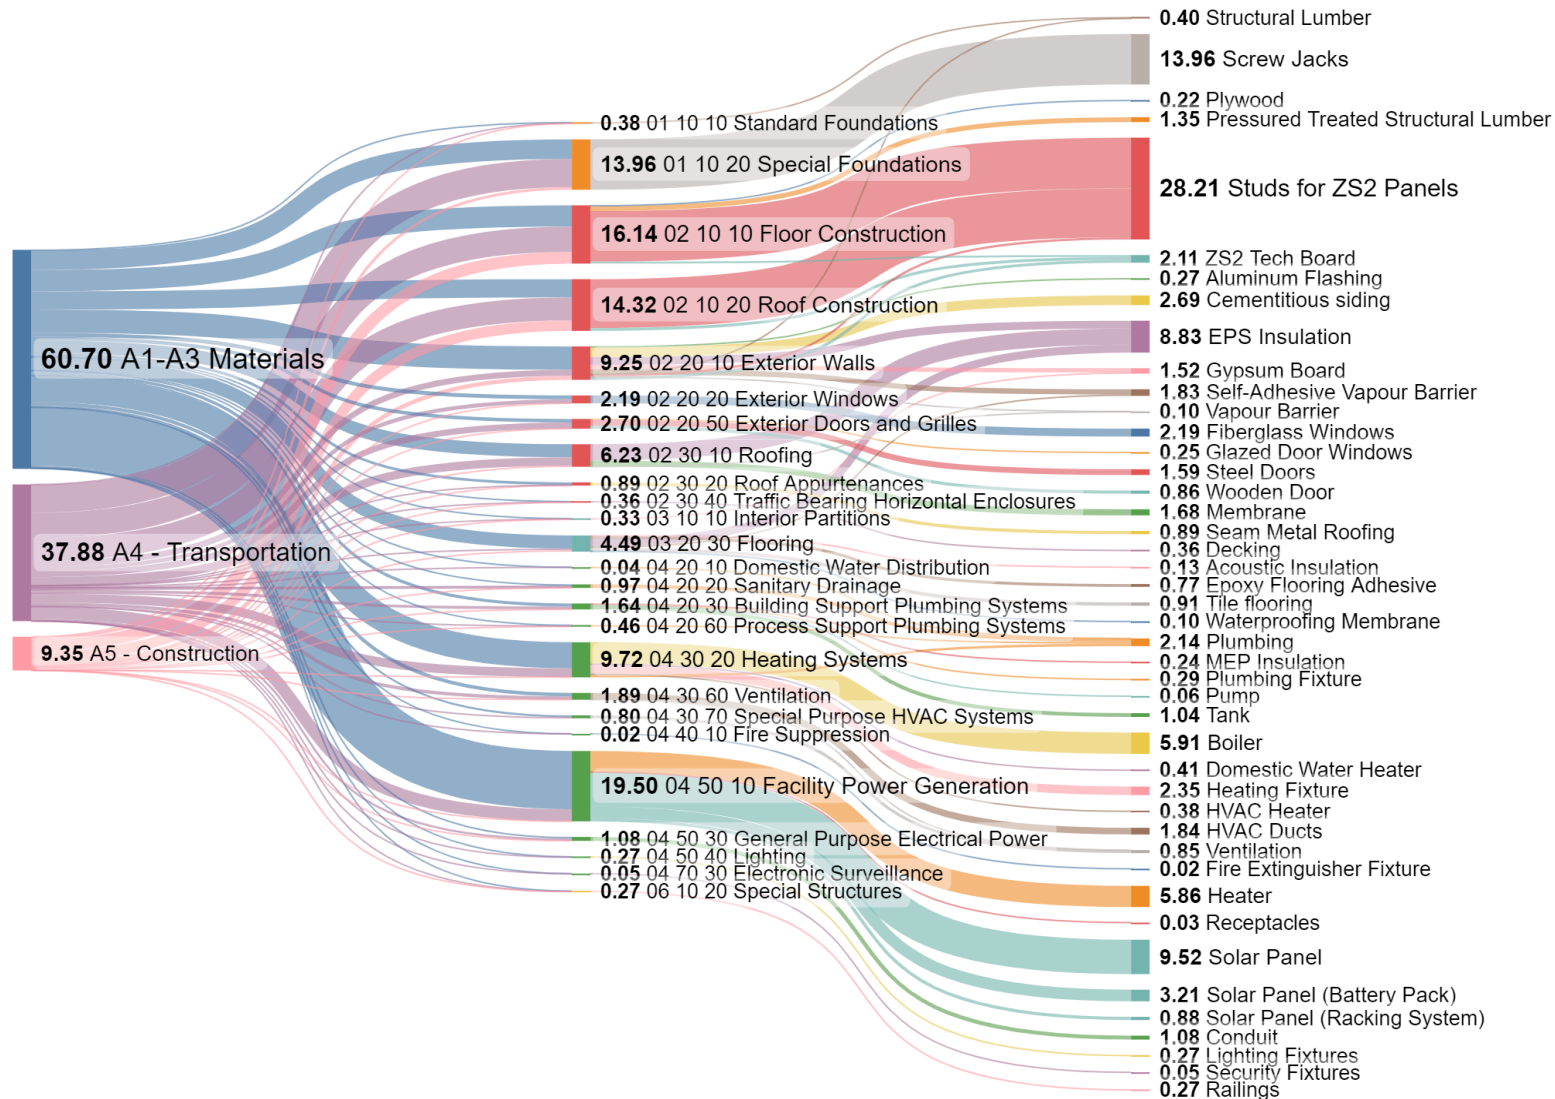 60.70 A1-A3 Materials
37.88 A4 - Transportation
9.35 A5 - Construction
0.38 01 10 10 Standard Foundations
13.96 01 10 20 Special Foundations
16.14 02 10 10 Floor Construction
14.32 02 10 20 Roof Construction
9.25 02 20 10 Exterior Walls
2.19 02 20 20 Exterior Windows
2.70 02 20 50 Exterior Doors and Grilles
6.23 02 30 10 Roofing
0.89 02 30 20 Roof Appurtenances
0.36 02 30 40 Traffic Bearing Horizontal Enclosures
0.33 03 10 10 Interior Partitions
4.49 03 20 30 Flooring
0.04 04 20 10 Domestic Water Distribution
0.97 04 20 20 Sanitary Drainage
1.64 04 20 30 Building Support Plumbing Systems
0.46 04 20 60 Process Support Plumbing Systems
9.72 04 30 20 Heating Systems
1.89 04 30 60 Ventilation
0.80 04 30 70 Special Purpose HVAC Systems
0.02 04 40 10 Fire Suppression
19.50 04 50 10 Facility Power Generation
1.08 04 50 30 General Purpose Electrical Power
0.27 04 50 40 Lighting
0.05 04 70 30 Electronic Surveillance
0.27 06 10 20 Special Structures
0.40 Structural Lumber
13.96 Screw Jacks
0.22 Plywood
1.35 Pressured Treated Structural Lumber
28.21 Studs for ZS2 Panels
2.11 ZS2 Tech Board
0.27 Aluminum Flashing
2.69 Cementitious siding
8.83 EPS Insulation
1.52 Gypsum Board
1.83 Self-Adhesive Vapour Barrier
0.10 Vapour Barrier
2.19 Fiberglass Windows
0.25 Glazed Door Windows
1.59 Steel Doors
0.86 Wooden Door
1.68 Membrane
0.89 Seam Metal Roofing
0.36 Decking
0.13 Acoustic Insulation
0.77 Epoxy Flooring Adhesive
0.91 Tile flooring
0.10 Waterproofing Membrane
2.14 Plumbing
0.24 MEP Insulation
0.29 Plumbing Fixture
0.06 Pump
1.04 Tank
5.91 Boiler
0.41 Domestic Water Heater
2.35 Heating Fixture
0.38 HVAC Heater
1.84 HVAC Ducts
0.85 Ventilation
0.02 Fire Extinguisher Fixture
5.86 Heater
0.03 Receptacles
9.52 Solar Panel
3.21 Solar Panel (Battery Pack)
0.88 Solar Panel (Racking System)
1.08 Conduit
0.27 Lighting Fixtures
0.05 Security Fixtures
0.27 Railings